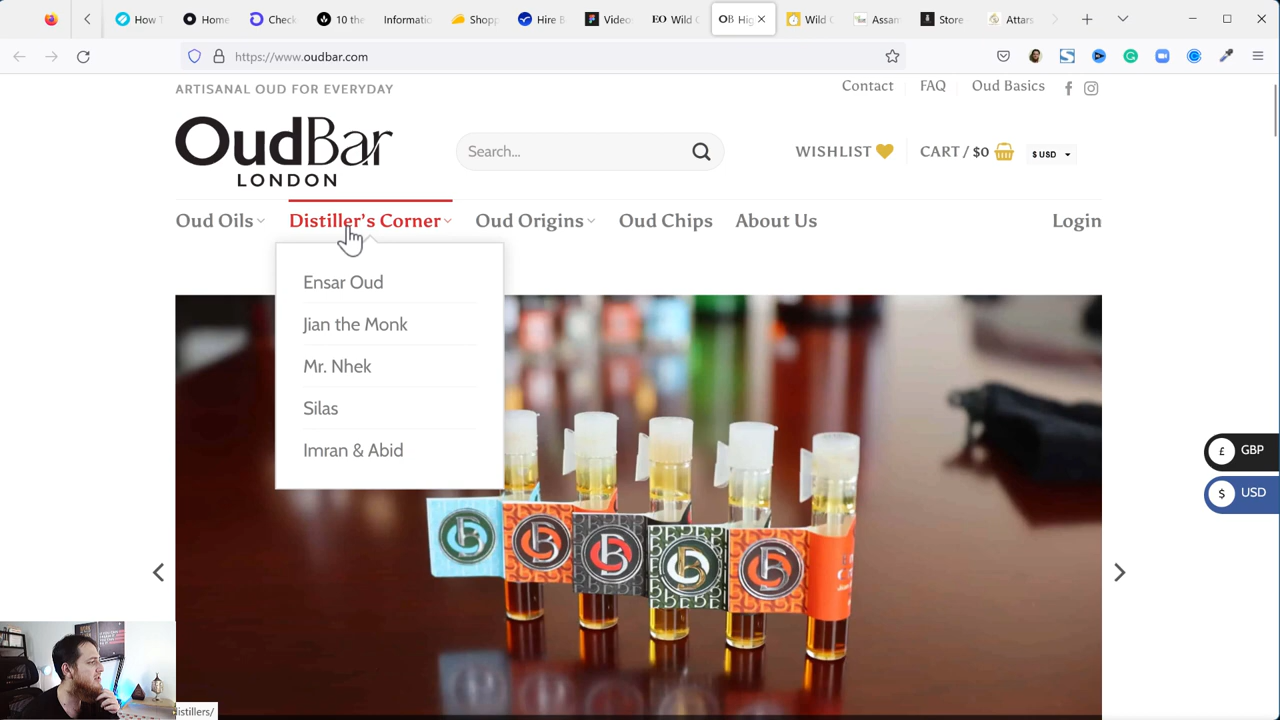 How T
Home
Check
10 the
Informatio
Shopp
Hire B
Video
EO Wild C
OB Hig
Wild C
Assam
Store
Attars
https://www.oudbar.com
ARTISANAL OUD FOR EVERYDAY
Contact
FAQ
Oud Basics
OudBar
LONDON
Search...
WISHLIST
CART / $0
$ USD
Oud Oils
Distiller's Corner
Oud Origins
Oud Chips
About Us
Login
Ensar Oud
Jian the Monk
Mr. Nhek
Silas
Imran & Abid
£ GBP
$ USD
distillers/